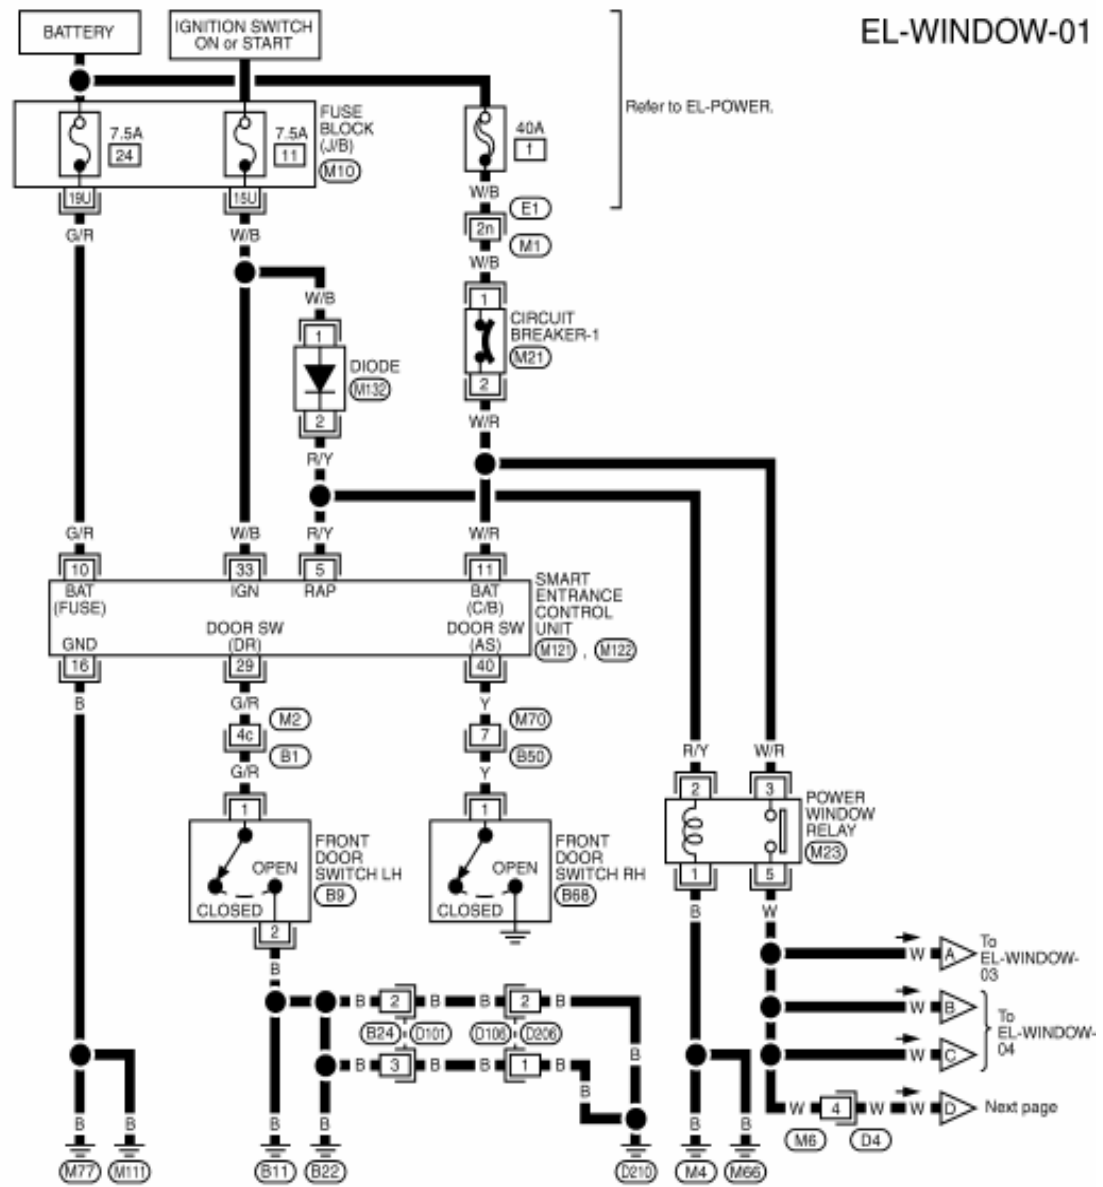 EL-WINDOW-01
BATTERY
IGNITION SWITCH
ON or START
Refer to EL-POWER.
7.5A
24
7.5A
11
FUSE
BLOCK
(J/B)
M10
40A
f
19U
15U
W/B
E1
G/R
W/B
2n
M1
W/B
W/B
1
1
CIRCUIT
BREAKER-1
M21
DIODE
M132
2
2
W/R
R/Y
G/R
W/B
R/Y
W/R
10
33
5
11
BAT
(FUSE)
IGN
RAP
BAT
(C/B)
SMART
ENTRANCE
CONTROL
UNIT
M121 , M122
GND
DOOR SW
(DR)
DOOR SW
(AS)
16
29
40
B
G/R
Y
M2
M70
4c
7
B1
B50
G/R
Y
R/Y
W/R
1
1
2
3
POWER
WINDOW
RELAY
M23
OPEN
CLOSED
FRONT
DOOR
SWITCH LH
B9
OPEN
CLOSED
FRONT
DOOR
SWITCH RH
B68
1
5
B
W
2
B
W
A
To
EL-WINDOW-
03
B
2
B
B
2
B
W
B
B24
D101
D106
D206
To
EL-WINDOW-
04
B
3
B
B
1
B
B
W
C
B
W
4
W
W
D
Next page
M6
D4
B
B
B
B
B
B
B
M77
M111
B11
B22
D210
M4
M66